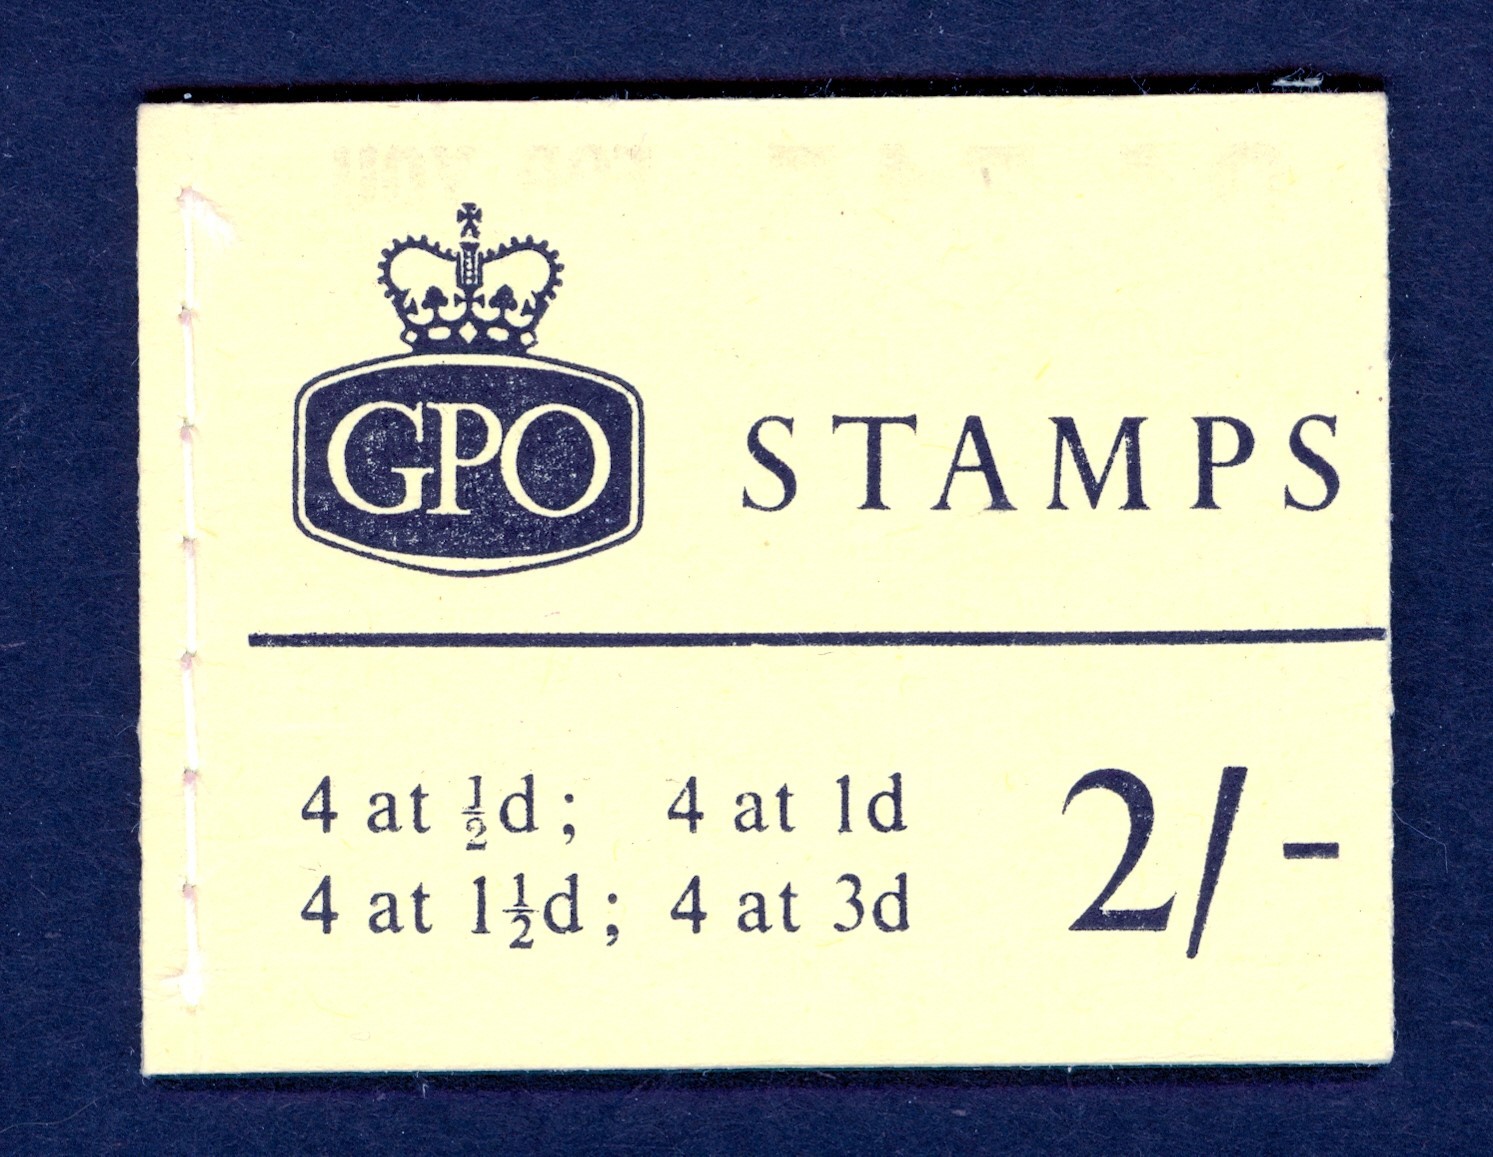 GPO
STAMPS
4 at ½d; 4 at 1d
4 at 1½d; 4 at 3d
2/-